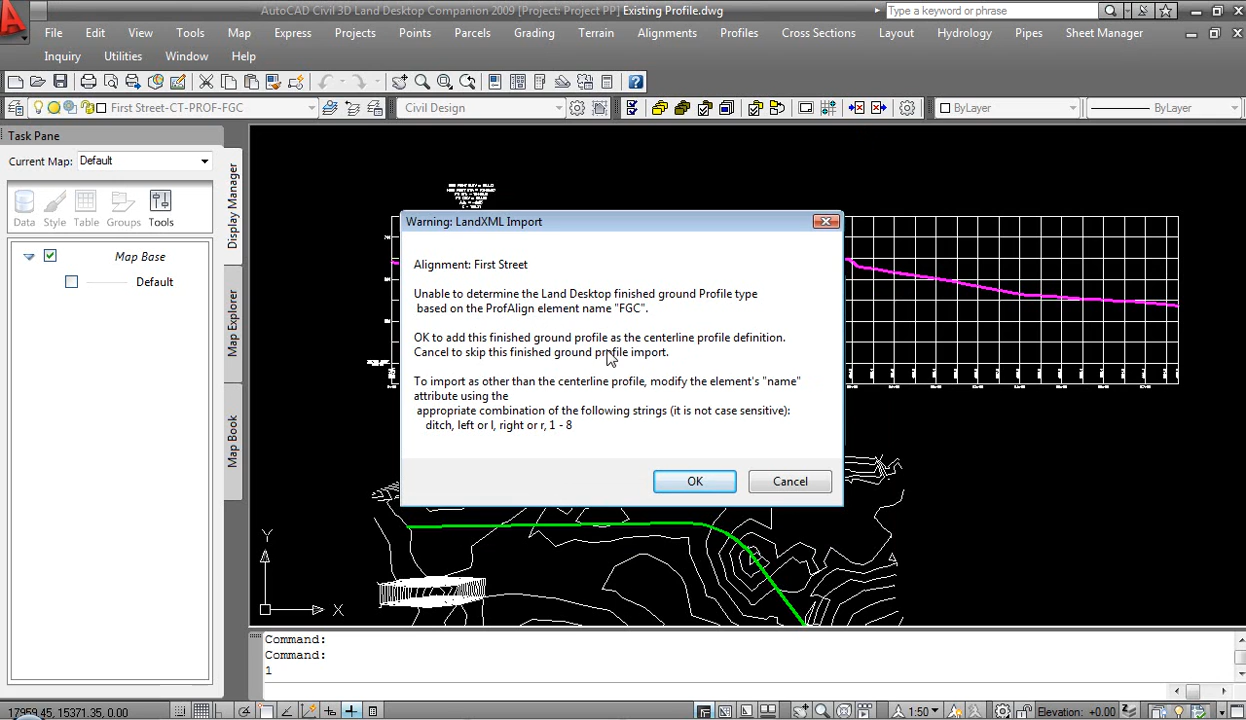 AutoCAD Civil 3D Land Desktop Companion 2009 [Project: Project PP] Existing Profile.dwg
Type a keyword or phrase
File Edit View Tools Map Express Projects Points Parcels Grading Terrain Alignments Profiles Cross Sections Layout Hydrology Pipes Sheet Manager
Inquiry Utilities Window Help
First Street-CT-PROF-FGC
Civil Design
ByLayer
ByLayer
Task Pane
Current Map: Default
Data Style Table Groups Tools
Map Base
Default
Display Manager
Map Explorer
Map Book
Warning: LandXML Import
Alignment: First Street
Unable to determine the Land Desktop finished ground Profile type
based on the ProfAlign element name "FGC".
OK to add this finished ground profile as the centerline profile definition.
Cancel to skip this finished ground profile import.
To import as other than the centerline profile, modify the element's "name"
attribute using the
appropriate combination of the following strings (it is not case sensitive):
ditch, left or l, right or r, 1 - 8
OK Cancel
Y
X
Command:
Command:
1
17959.45, 15371.35, 0.00
1:50
Elevation: +0.00